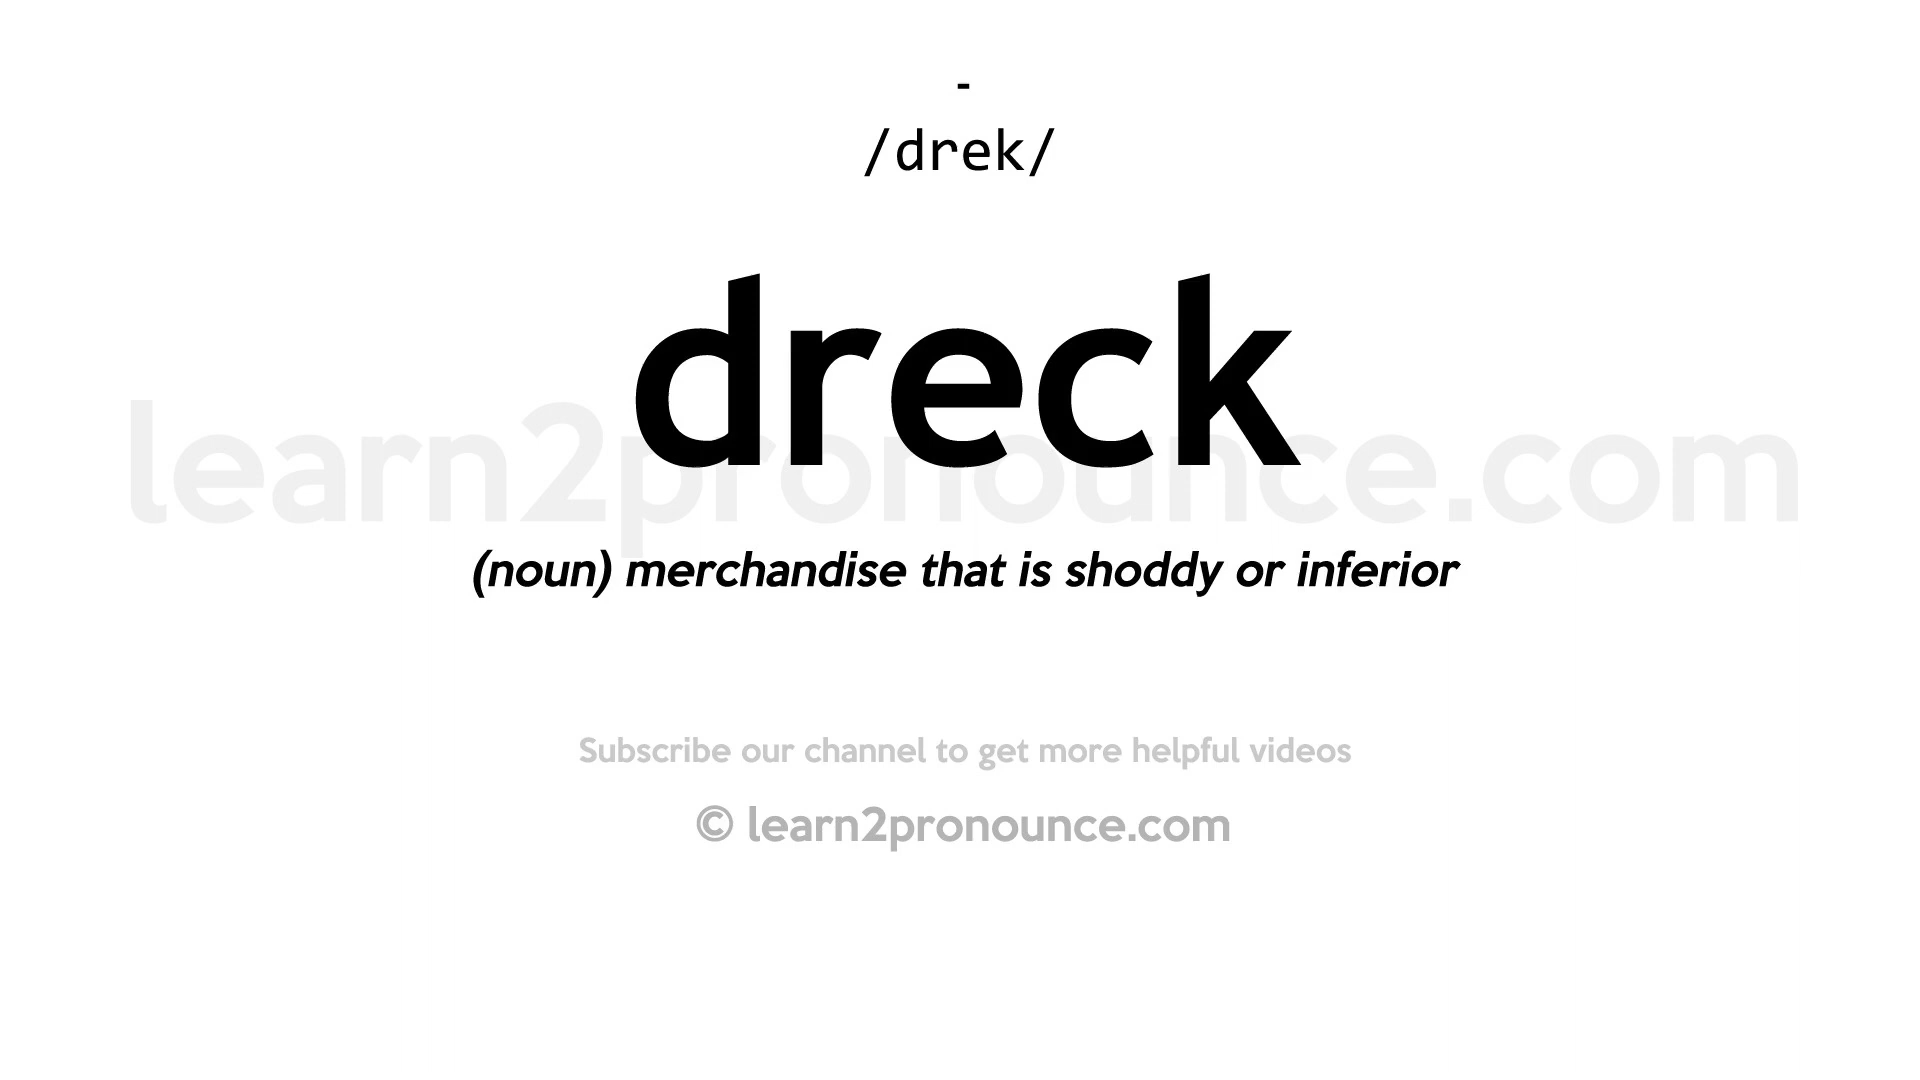 -
/drek/
dreck
learn2pronounce.com
(noun) merchandise that is shoddy or inferior
Subscribe our channel to get more helpful videos
© learn2pronounce.com